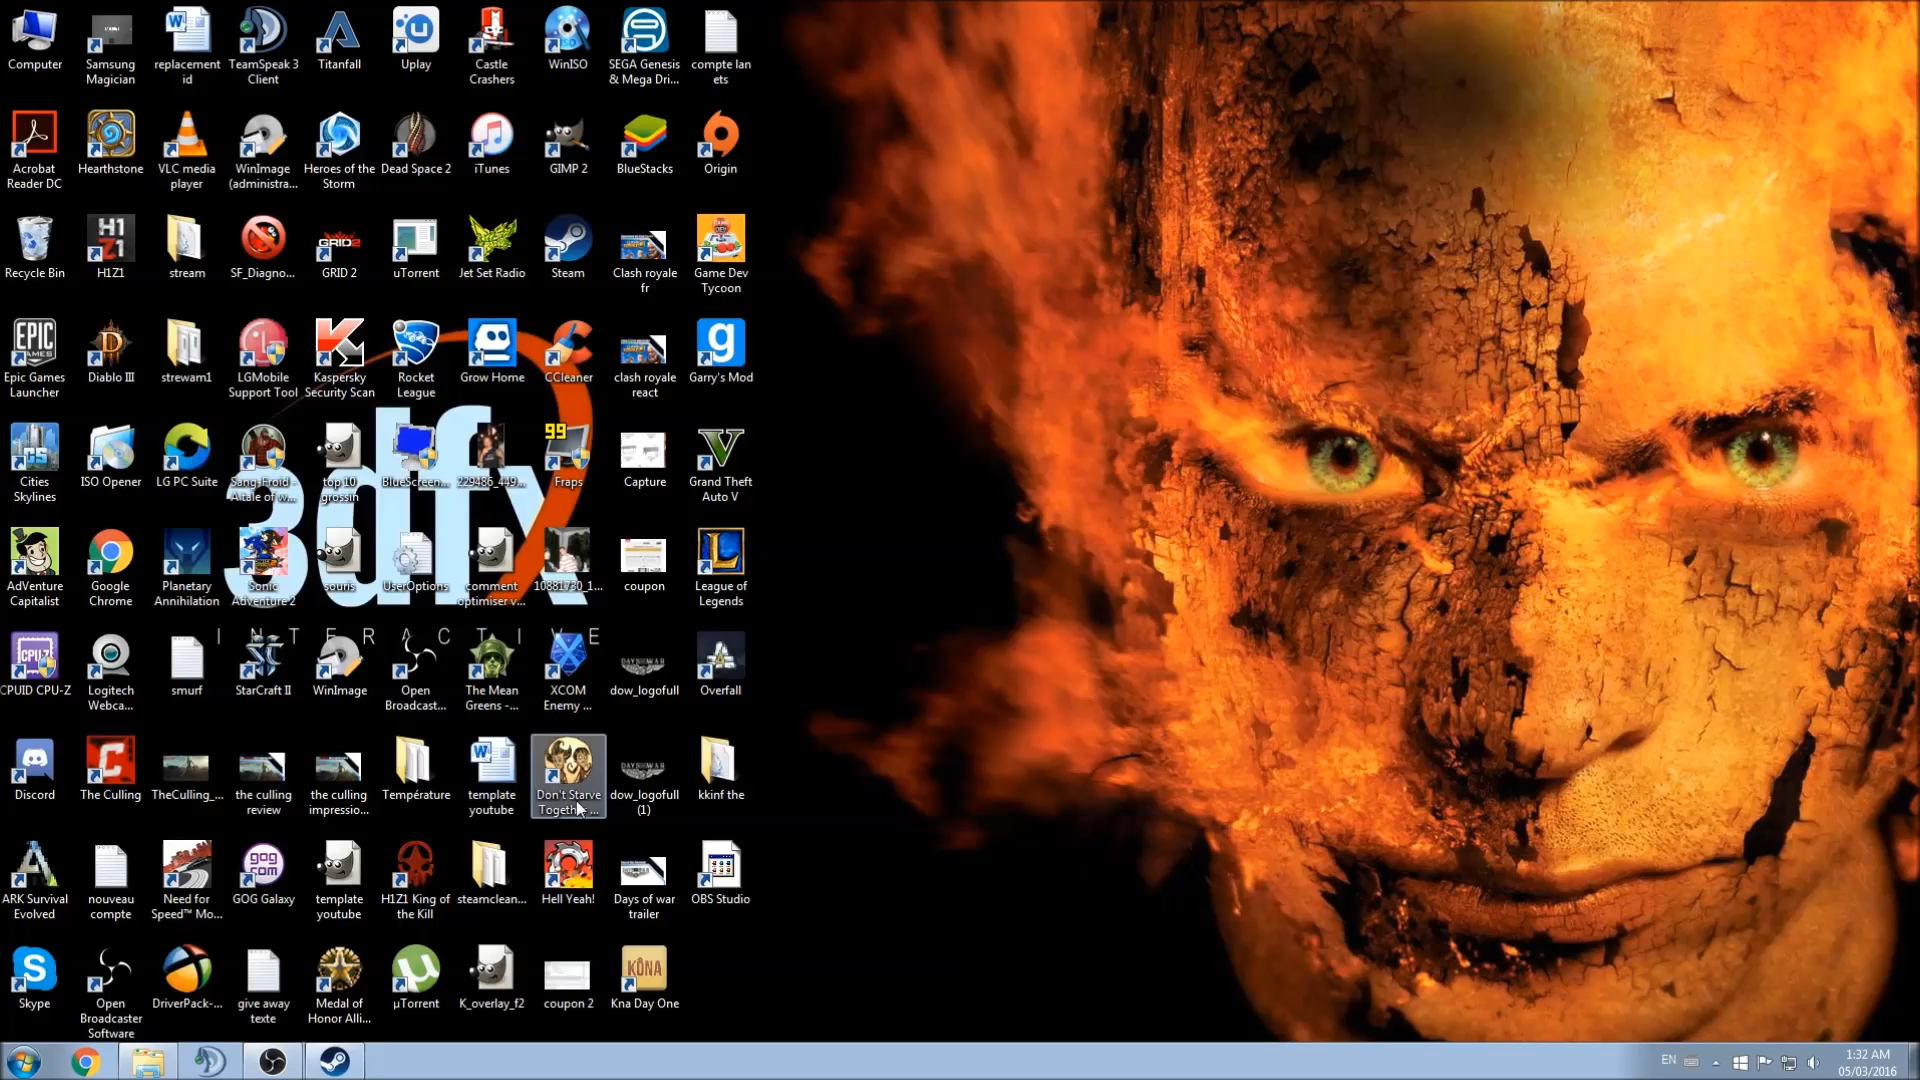 Computer
Samsung
Magician
replacement
id
TeamSpeak 3
Client
Titanfall
Uplay
Castle
Crashers
WinISO
SEGA Genesis
& Mega Dri...
compte lan
ets
Acrobat
Reader DC
Hearthstone
VLC media
player
WinImage
(administra...
Heroes of the
Storm
Dead Space 2
iTunes
GIMP 2
BlueStacks
Origin
Recycle Bin
H1Z1
stream
SF_Diagno...
GRID 2
uTorrent
Jet Set Radio
Steam
Clash royale
fr
Game Dev
Tycoon
Epic Games
Launcher
Diablo III
strewam1
LGMobile
Support Tool
Kaspersky
Security Scan
Rocket
League
Grow Home
CCleaner
clash royale
react
Garry's Mod
Cities
Skylines
ISO Opener
LG PC Suite
Sang-Froid -
A tale of w...
top 10
grossin
BlueScreen...
229486_449...
Fraps
Capture
Grand Theft
Auto V
AdVenture
Capitalist
Google
Chrome
Planetary
Annihilation
Sonic
Adventure 2
souris
UserOptions
comment
optimiser v...
10881730_1...
coupon
League of
Legends
3dfx
INTERACTIVE
CPUID CPU-Z
Logitech
Webca...
smurf
StarCraft II
WinImage
Open
Broadcast...
The Mean
Greens -...
XCOM
Enemy ...
dow_logofull
Overfall
Discord
The Culling
TheCulling_...
the culling
review
the culling
impressio...
Température
template
youtube
Don't Starve
Togeth...
dow_logofull
(1)
kkinf the
ARK Survival
Evolved
nouveau
compte
Need for
Speed™ Mo...
GOG Galaxy
template
youtube
H1Z1 King of
the Kill
steamclean...
Hell Yeah!
Days of war
trailer
OBS Studio
Skype
Open
Broadcaster
Software
DriverPack-...
give away
texte
Medal of
Honor Alli...
µTorrent
K_overlay_f2
coupon 2
Kna Day One
EN
1:32 AM
05/03/2016